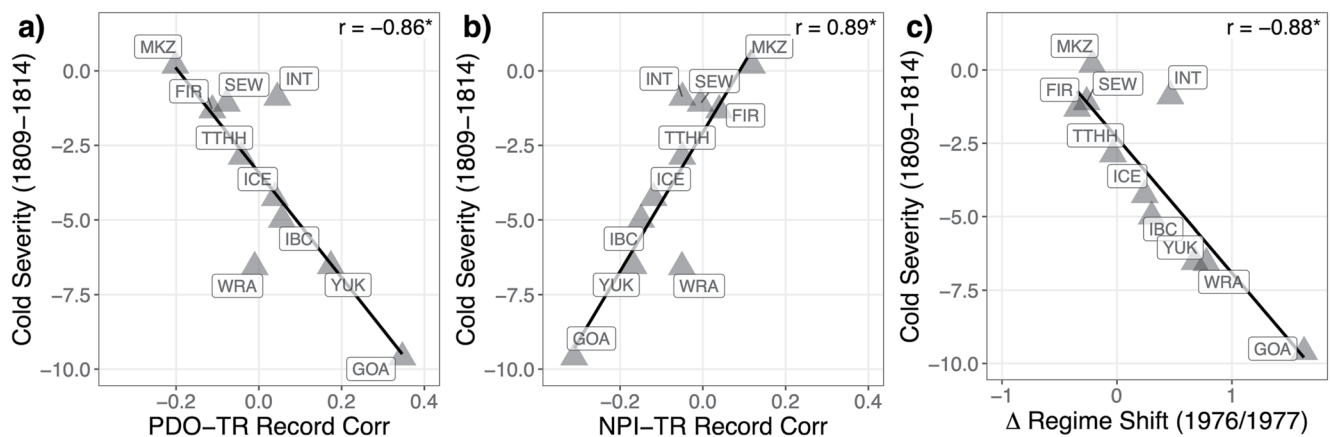 a)
r = −0.86*
Cold Severity (1809−1814)
0.0
−2.5
−5.0
−7.5
−10.0
MKZ
FIR
SEW
INT
TTHH
ICE
IBC
WRA
YUK
GOA
−0.2
0.0
0.2
0.4
PDO−TR Record Corr
b)
r = 0.89*
Cold Severity (1809−1814)
0.0
−2.5
−5.0
−7.5
−10.0
MKZ
INT
SEW
FIR
TTHH
ICE
IBC
YUK
WRA
GOA
−0.2
0.0
0.2
0.4
NPI−TR Record Corr
c)
r = −0.88*
Cold Severity (1809−1814)
0.0
−2.5
−5.0
−7.5
−10.0
MKZ
FIR
SEW
INT
TTHH
ICE
IBC
YUK
WRA
GOA
−1
0
1
Δ Regime Shift (1976/1977)